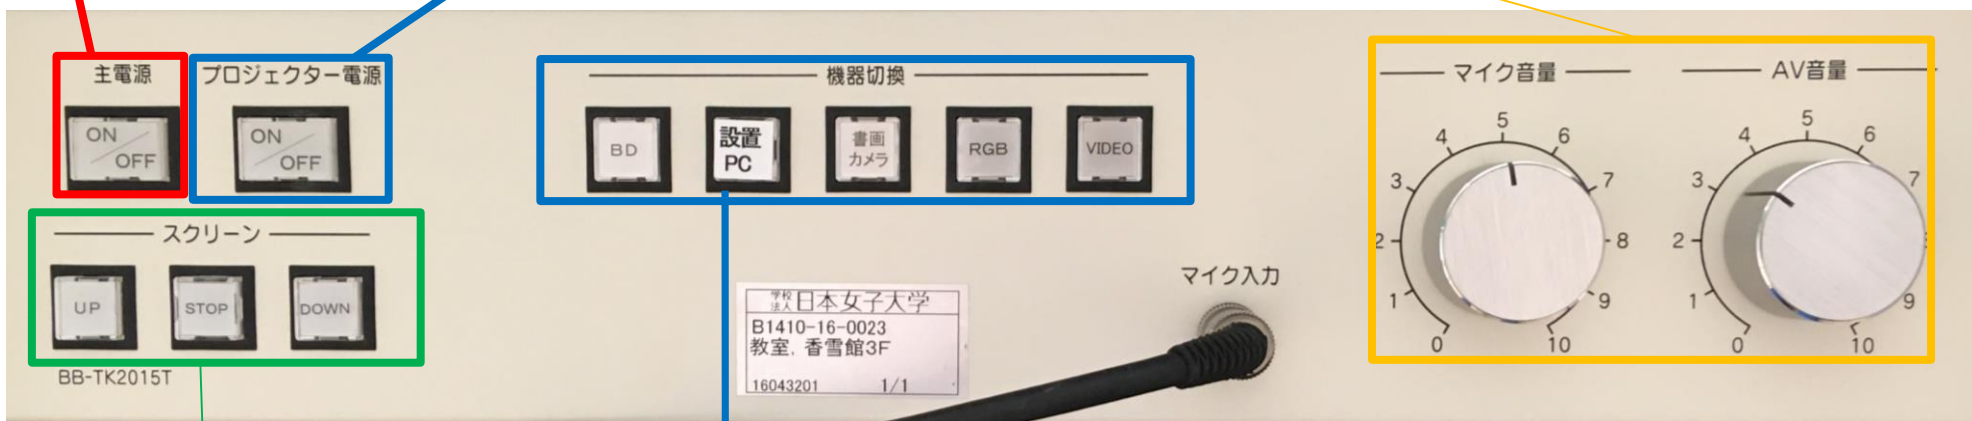 主電源
ON
OFF
プロジェクター電源
ON
OFF
機器切換
BD
設置
PC
書画
カメラ
RGB
VIDEO
マイク音量
0
1
2
3
4
5
6
7
8
9
10
AV音量
0
1
2
3
4
5
6
7
9
10
スクリーン
UP
STOP
DOWN
BB-TK2015T
学校
法人 日本女子大学
B1410-16-0023
教室, 香雪館3F
16043201 1/1
マイク入力